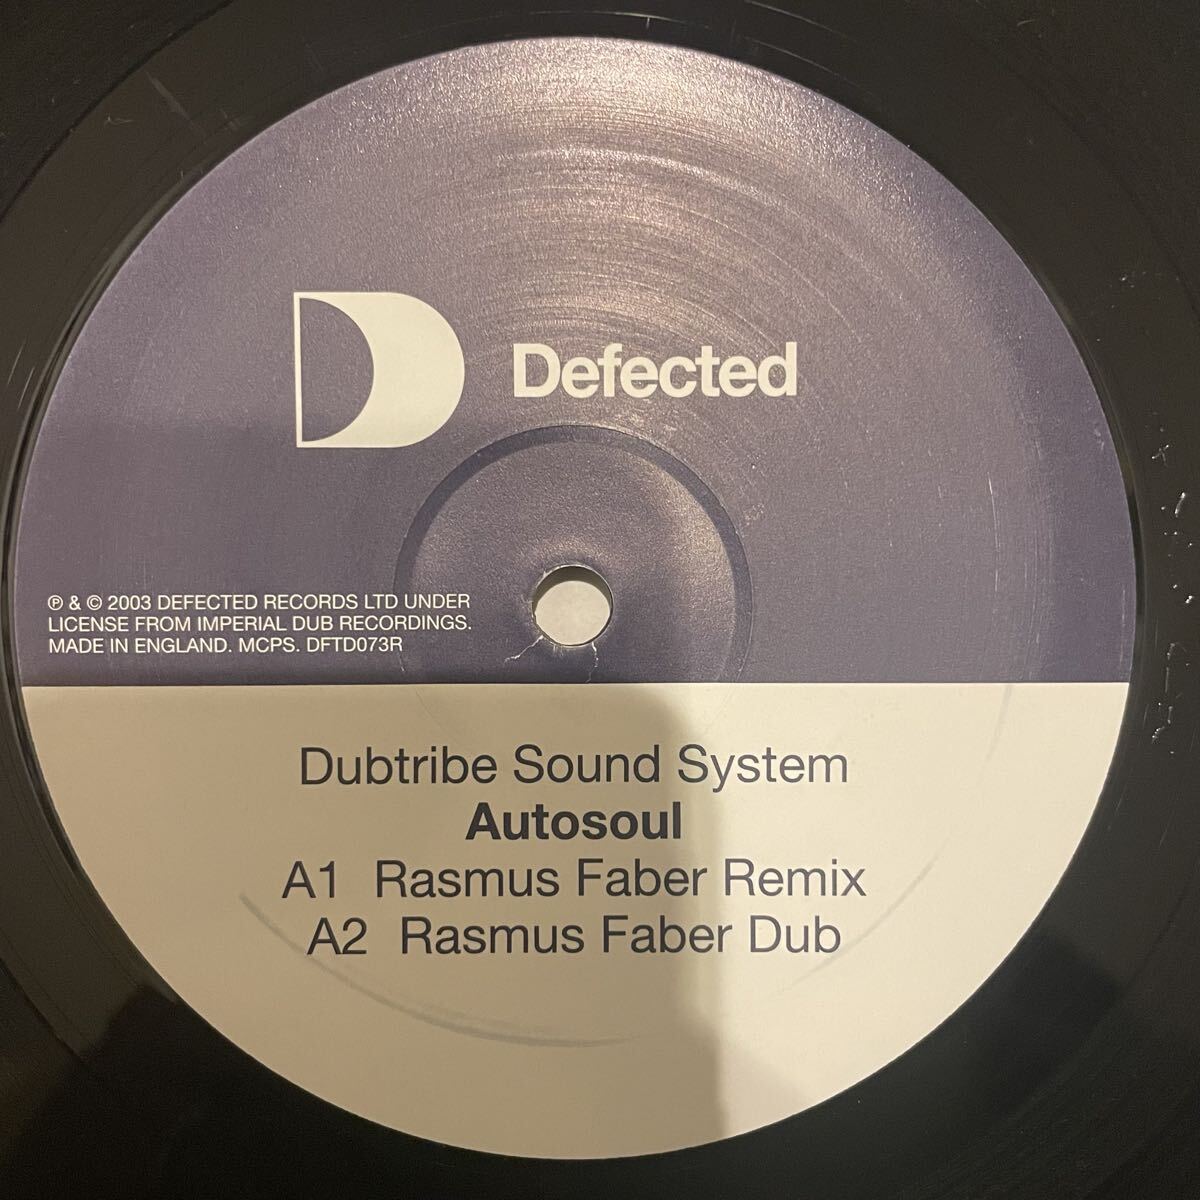 Defected
℗ & © 2003 DEFECTED RECORDS LTD UNDER
LICENSE FROM IMPERIAL DUB RECORDINGS.
MADE IN ENGLAND. MCPS. DFTD073R
Dubtribe Sound System
Autosoul
A1 Rasmus Faber Remix
A2 Rasmus Faber Dub